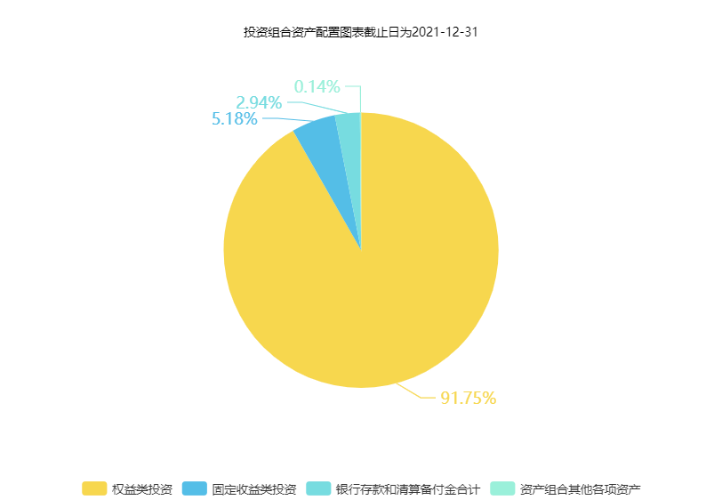 投资组合资产配置图表截止日为2021-12-31
0.14%
2.94%
5.18%
91.75%
权益类投资
固定收益类投资
银行存款和清算备付金合计
资产组合其他各项资产